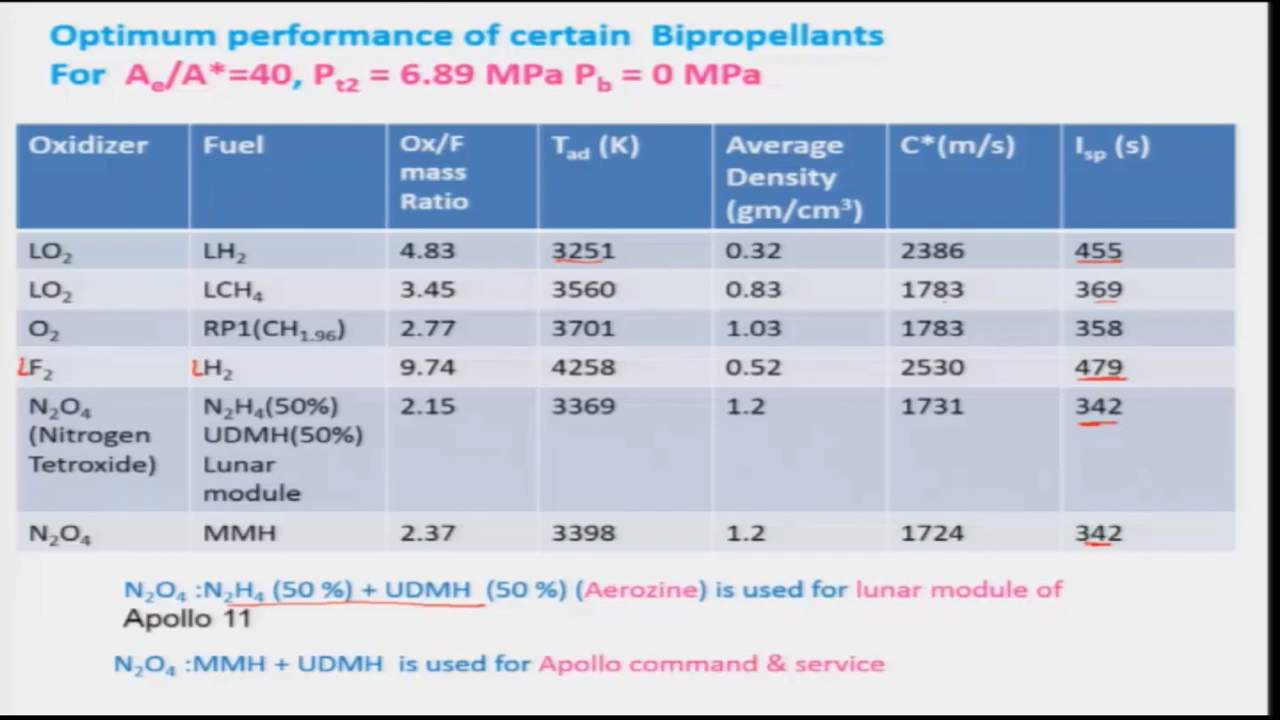 Optimum performance of certain Bipropellants
For Ae/A*=40, Pt2 = 6.89 MPa Pb = 0 MPa
Oxidizer Fuel Ox/F mass Ratio Tad (K) Average Density (gm/cm³) C*(m/s) Isp (s)
LO2 LH2 4.83 3251 0.32 2386 455
LO2 LCH4 3.45 3560 0.83 1783 369
O2 RP1(CH1.96) 2.77 3701 1.03 1783 358
LF2 LH2 9.74 4258 0.52 2530 479
N2O4 (Nitrogen Tetroxide) N2H4(50%) UDMH(50%) Lunar module 2.15 3369 1.2 1731 342
N2O4 MMH 2.37 3398 1.2 1724 342
N2O4 :N2H4 (50 %) + UDMH (50 %) (Aerozine) is used for lunar module of
Apollo 11
N2O4 :MMH + UDMH is used for Apollo command & service